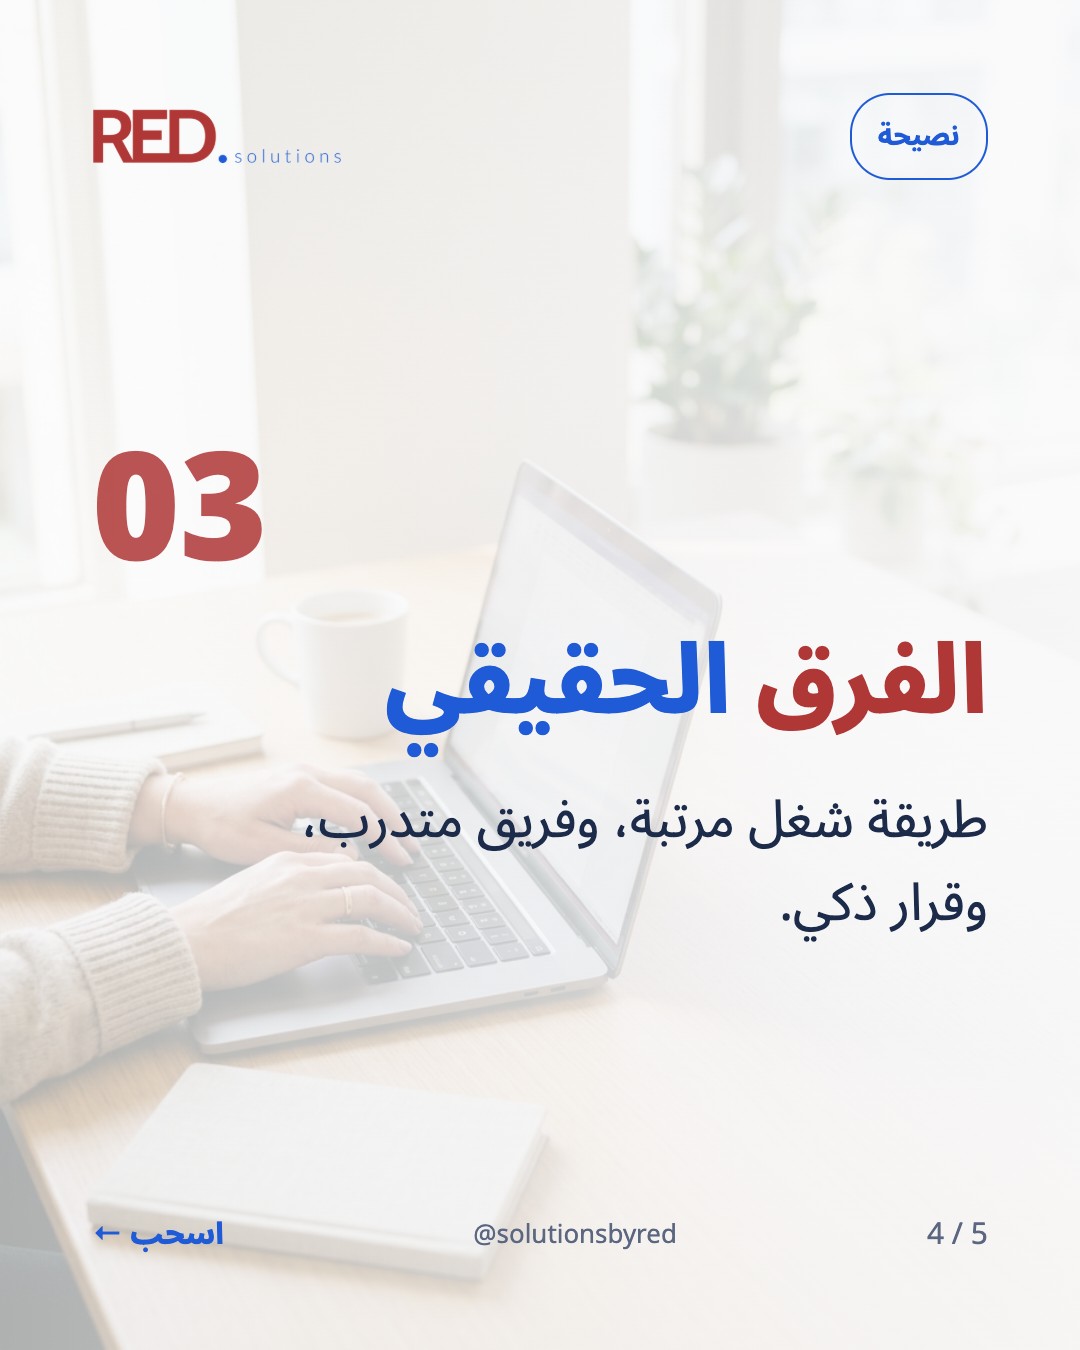 RED.solutions
نصيحة
03
الفرق الحقيقي
طريقة شغل مرتبة، وفريق متدرب،
وقرار ذكي.
اسحب ←
@solutionsbyred
4 / 5